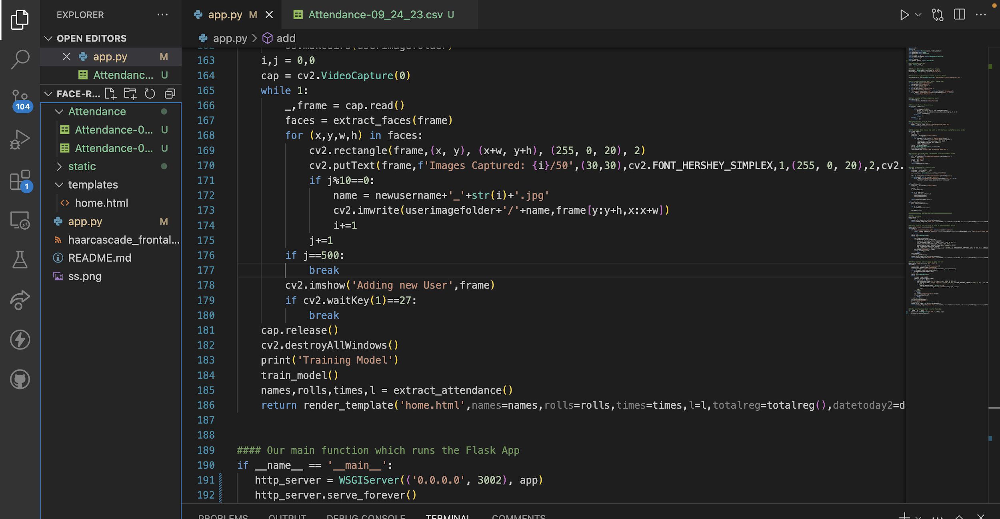 EXPLORER
OPEN EDITORS
app.py M
Attendanc... U
FACE-R...
Attendance
Attendance-0... U
Attendance-0... U
static
templates
home.html
app.py M
haarcascade_frontal...
README.md
ss.png
104
1
app.py M
Attendance-09_24_23.csv U
app.py > add
162 os.makedirs(userimagefolder)
163 i,j = 0,0
164 cap = cv2.VideoCapture(0)
165 while 1:
166 _,frame = cap.read()
167 faces = extract_faces(frame)
168 for (x,y,w,h) in faces:
169 cv2.rectangle(frame,(x, y), (x+w, y+h), (255, 0, 20), 2)
170 cv2.putText(frame,f'Images Captured: {i}/50',(30,30),cv2.FONT_HERSHEY_SIMPLEX,1,(255, 0, 20),2,cv2.
171 if j%10==0:
172 name = newusername+'_'+str(i)+'.jpg'
173 cv2.imwrite(userimagefolder+'/'+name,frame[y:y+h,x:x+w])
174 i+=1
175 j+=1
176 if j==500:
177 break
178 cv2.imshow('Adding new User',frame)
179 if cv2.waitKey(1)==27:
180 break
181 cap.release()
182 cv2.destroyAllWindows()
183 print('Training Model')
184 train_model()
185 names,rolls,times,l = extract_attendance()
186 return render_template('home.html',names=names,rolls=rolls,times=times,l=l,totalreg=totalreg(),datetoday2=d
187
188
189 #### Our main function which runs the Flask App
190 if __name__ == '__main__':
191 http_server = WSGIServer(('0.0.0.0', 3002), app)
192 http_server.serve_forever()
PROBLEMS OUTPUT DEBUG CONSOLE TERMINAL COMMENTS